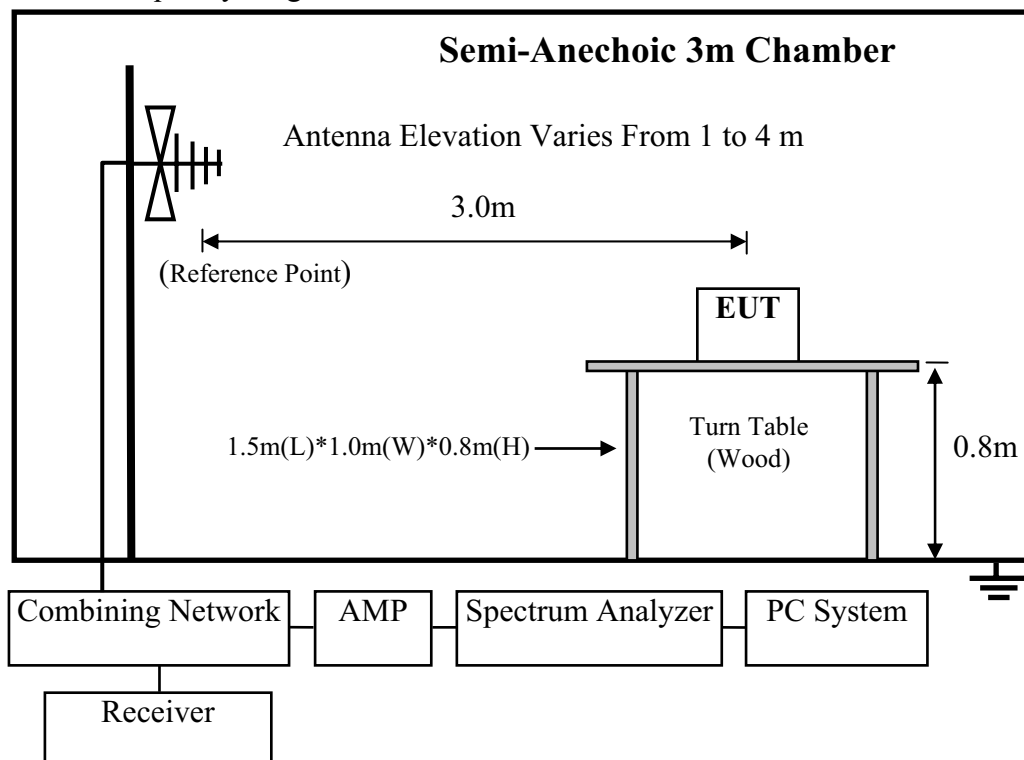 Semi-Anechoic 3m Chamber
Antenna Elevation Varies From 1 to 4 m
3.0m
(Reference Point)
EUT
1.5m(L)*1.0m(W)*0.8m(H)
Turn Table
(Wood)
0.8m
Combining Network
AMP
Spectrum Analyzer
PC System
Receiver